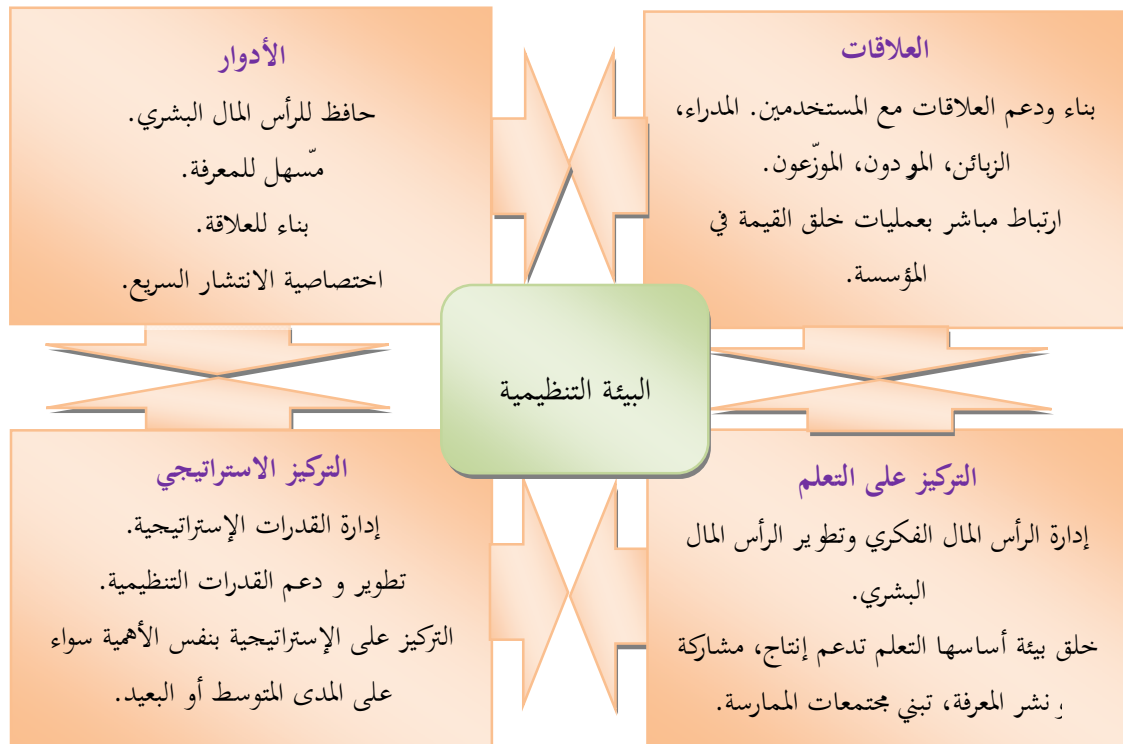 العلاقات
بناء ودعم العلاقات مع المستخدمين. المدراء،
الزبائن، المو دون، الموزّعون.
ارتباط مباشر بعمليات خلق القيمة في
المؤسسة.
الأدوار
حافظ للرأس المال البشري.
مّسهل للمعرفة.
بناء للعلاقة.
اختصاصية الانتشار السريع.
البيئة التنظيمية
التركيز على التعلم
إدارة الرأس المال الفكري وتطوير الرأس المال
البشري.
خلق بيئة أساسها التعلم تدعم إنتاج، مشاركة
و نشر المعرفة، تبني مجتمعات الممارسة.
التركيز الاستراتيجي
إدارة القدرات الإستراتيجية.
تطوير و دعم القدرات التنظيمية.
التركيز على الإستراتيجية بنفس الأهمية سواء
على المدى المتوسط أو البعيد.